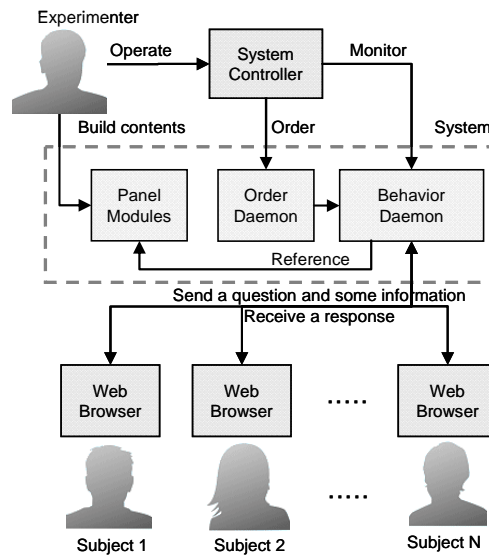 Experimenter
Operate
System
Controller
Monitor
Build contents
Order
System
Panel
Modules
Order
Daemon
Behavior
Daemon
Reference
Send a question and some information
Receive a response
Web
Browser
Web
Browser
.....
Web
Browser
.....
Subject 1
Subject 2
Subject N